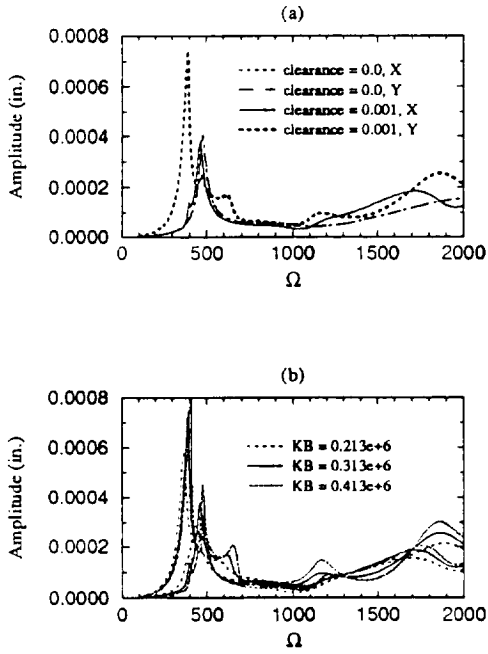 (a)
0.0008
0.0006
0.0004
0.0002
0.0000
Amplitude (in.)
clearance = 0.0, X
clearance = 0.0, Y
clearance = 0.001, X
clearance = 0.001, Y
0 500 1000 1500 2000
Ω
(b)
0.0008
0.0006
0.0004
0.0002
0.0000
Amplitude (in.)
KB = 0.213e+6
KB = 0.313e+6
KB = 0.413e+6
0 500 1000 1500 2000
Ω